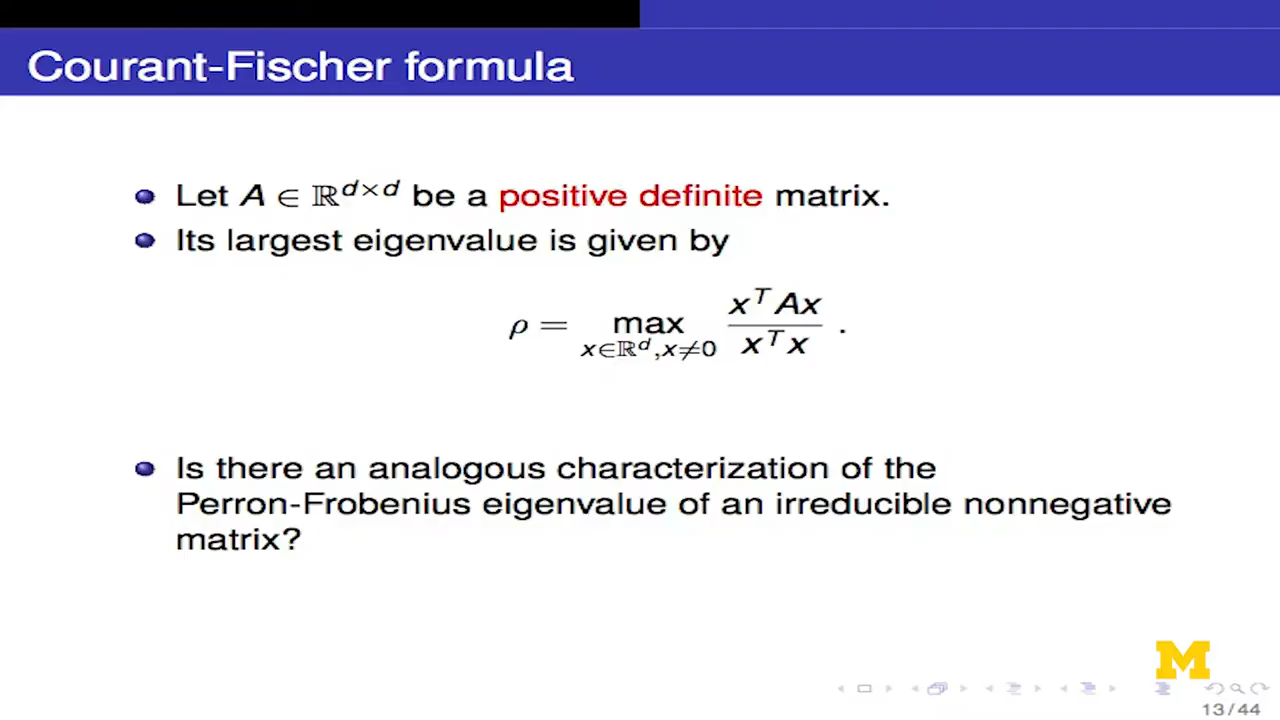 Courant-Fischer formula
Let A ∈ ℝ^{d×d} be a positive definite matrix.
Its largest eigenvalue is given by
ρ = max_{x∈ℝ^d, x≠0} \frac{x^T Ax}{x^T x} .
Is there an analogous characterization of the
Perron-Frobenius eigenvalue of an irreducible nonnegative
matrix?
M
13 / 44